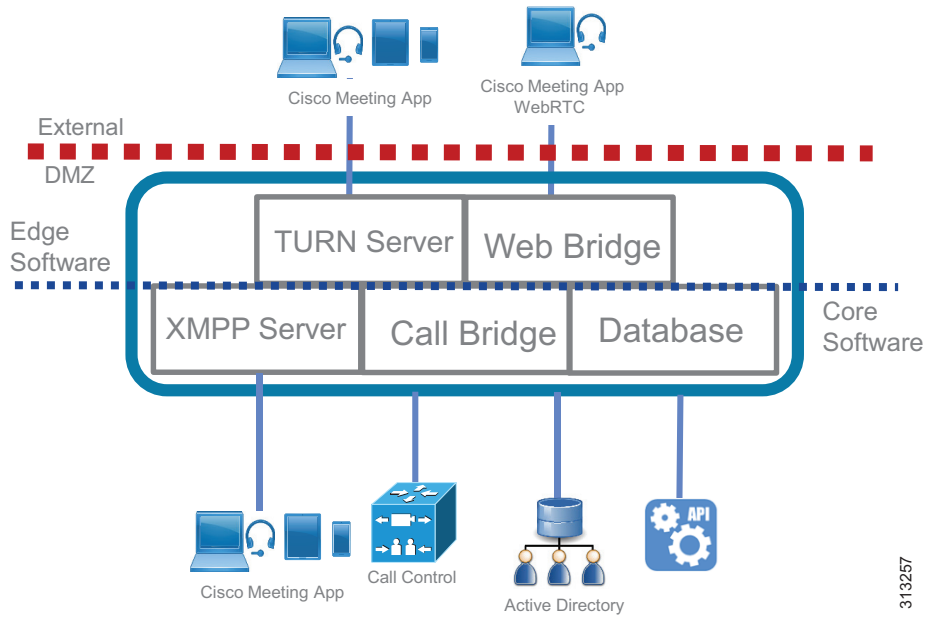 Cisco Meeting App
Cisco Meeting App
WebRTC
External
DMZ
Edge
Software
TURN Server
Web Bridge
XMPP Server
Call Bridge
Database
Core
Software
API
Cisco Meeting App
Call Control
Active Directory
313257